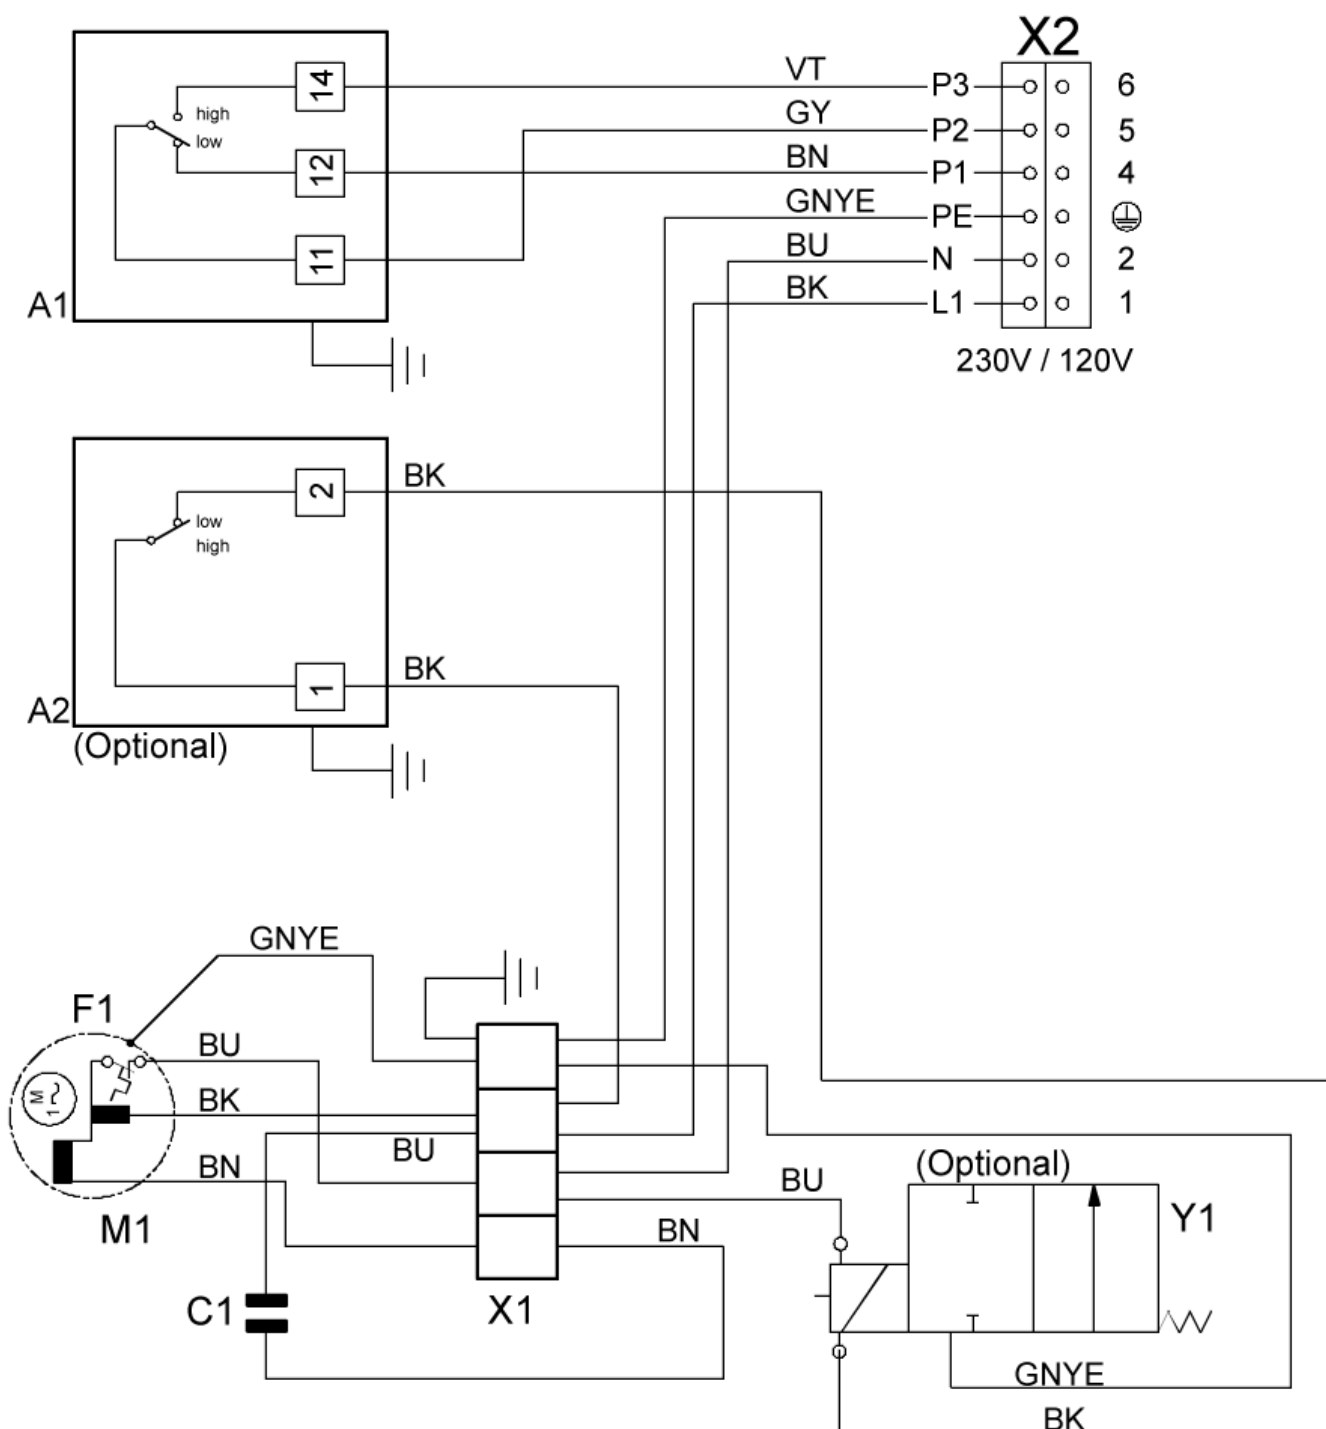 X2
VT P3 6
14
high
GY P2 5
low
BN P1 4
12
GNYE PE
BU N 2
11
BK L1 1
A1
230V / 120V
BK
2
low
high
BK
1
A2
(Optional)
GNYE
F1
BU
M
1~
BK
BU
(Optional)
BN
BU
Y1
M1
BN
C1
X1
GNYE
BK